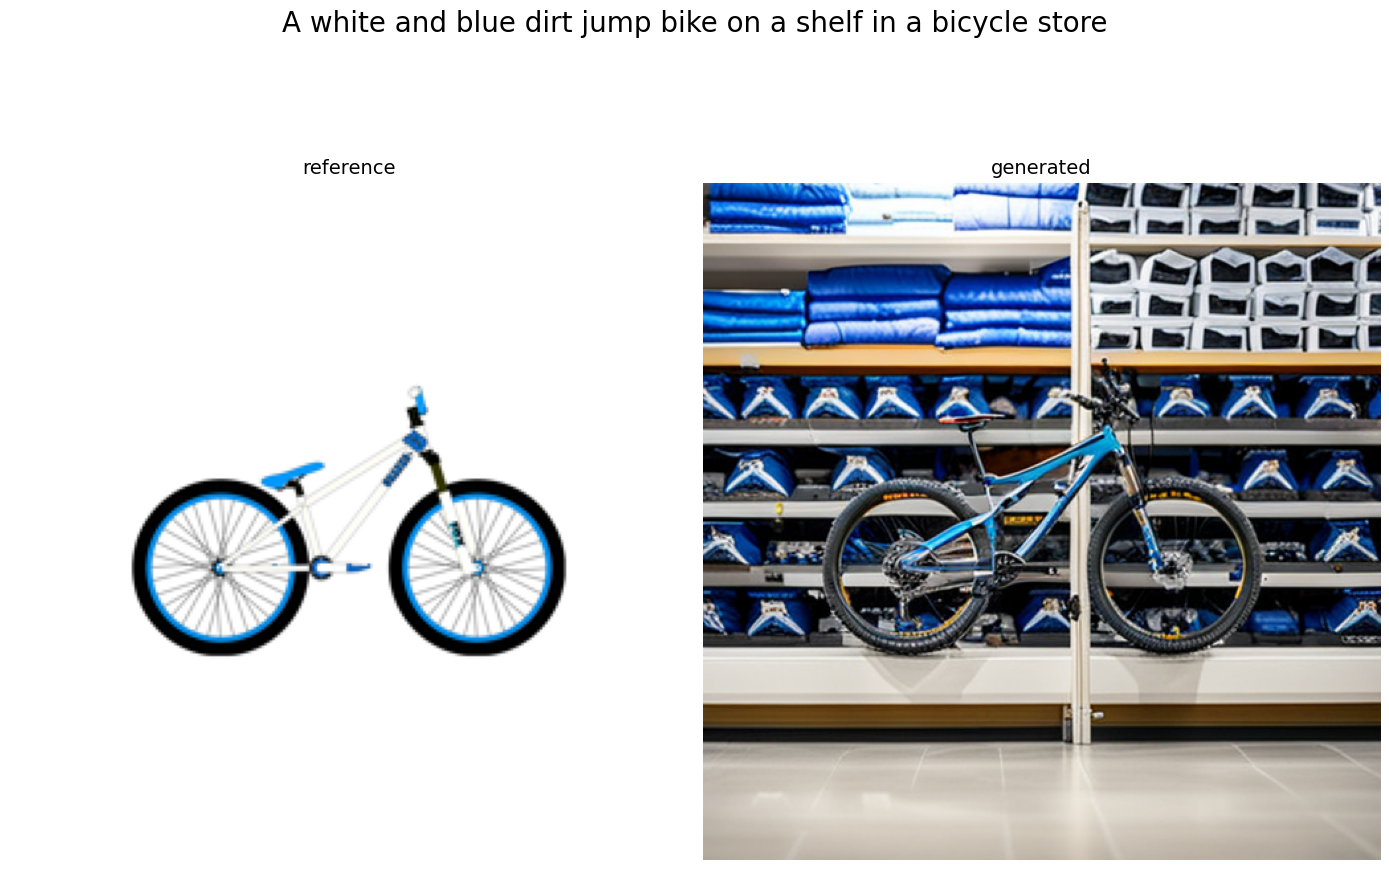 A white and blue dirt jump bike on a shelf in a bicycle store
reference
generated